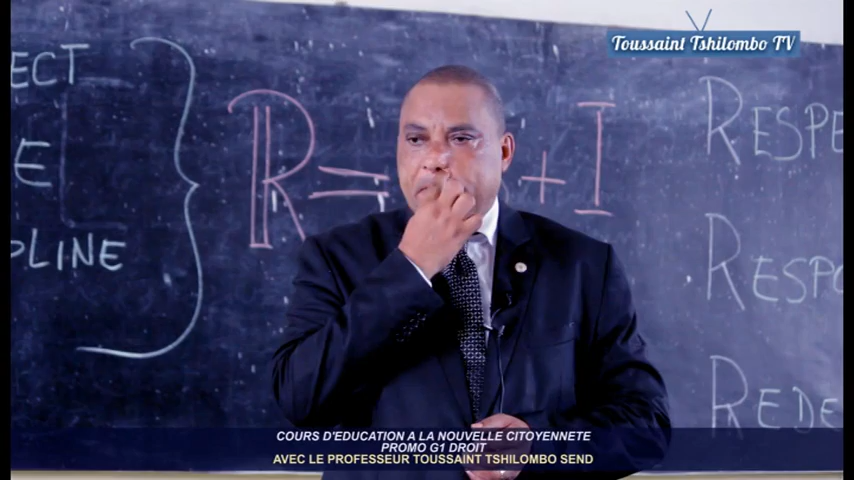 Toussaint Tshilombo TV
ECT
E
PLINE
R = + I
RESPE
RESPO
REDE
COURS D'EDUCATION A LA NOUVELLE CITOYENNETE
PROMO G1 DROIT
AVEC LE PROFESSEUR TOUSSAINT TSHILOMBO SEND